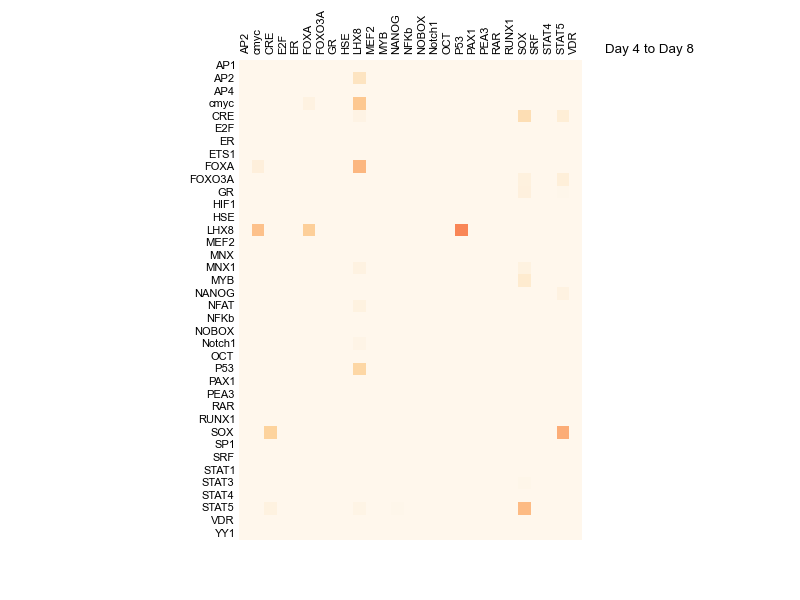 AP2 cmyc CRE E2F ER FOXA FOXO3A GR HSE LHX8 MEF2 MYB NANOG NFKb NOBOX Notch1 OCT P53 PAX1 PEA3 RAR RUNX1 SOX SRF STAT4 STAT5 VDR
Day 4 to Day 8
AP1
AP2
AP4
cmyc
CRE
E2F
ER
ETS1
FOXA
FOXO3A
GR
HIF1
HSE
LHX8
MEF2
MNX
MNX1
MYB
NANOG
NFAT
NFKb
NOBOX
Notch1
OCT
P53
PAX1
PEA3
RAR
RUNX1
SOX
SP1
SRF
STAT1
STAT3
STAT4
STAT5
VDR
YY1